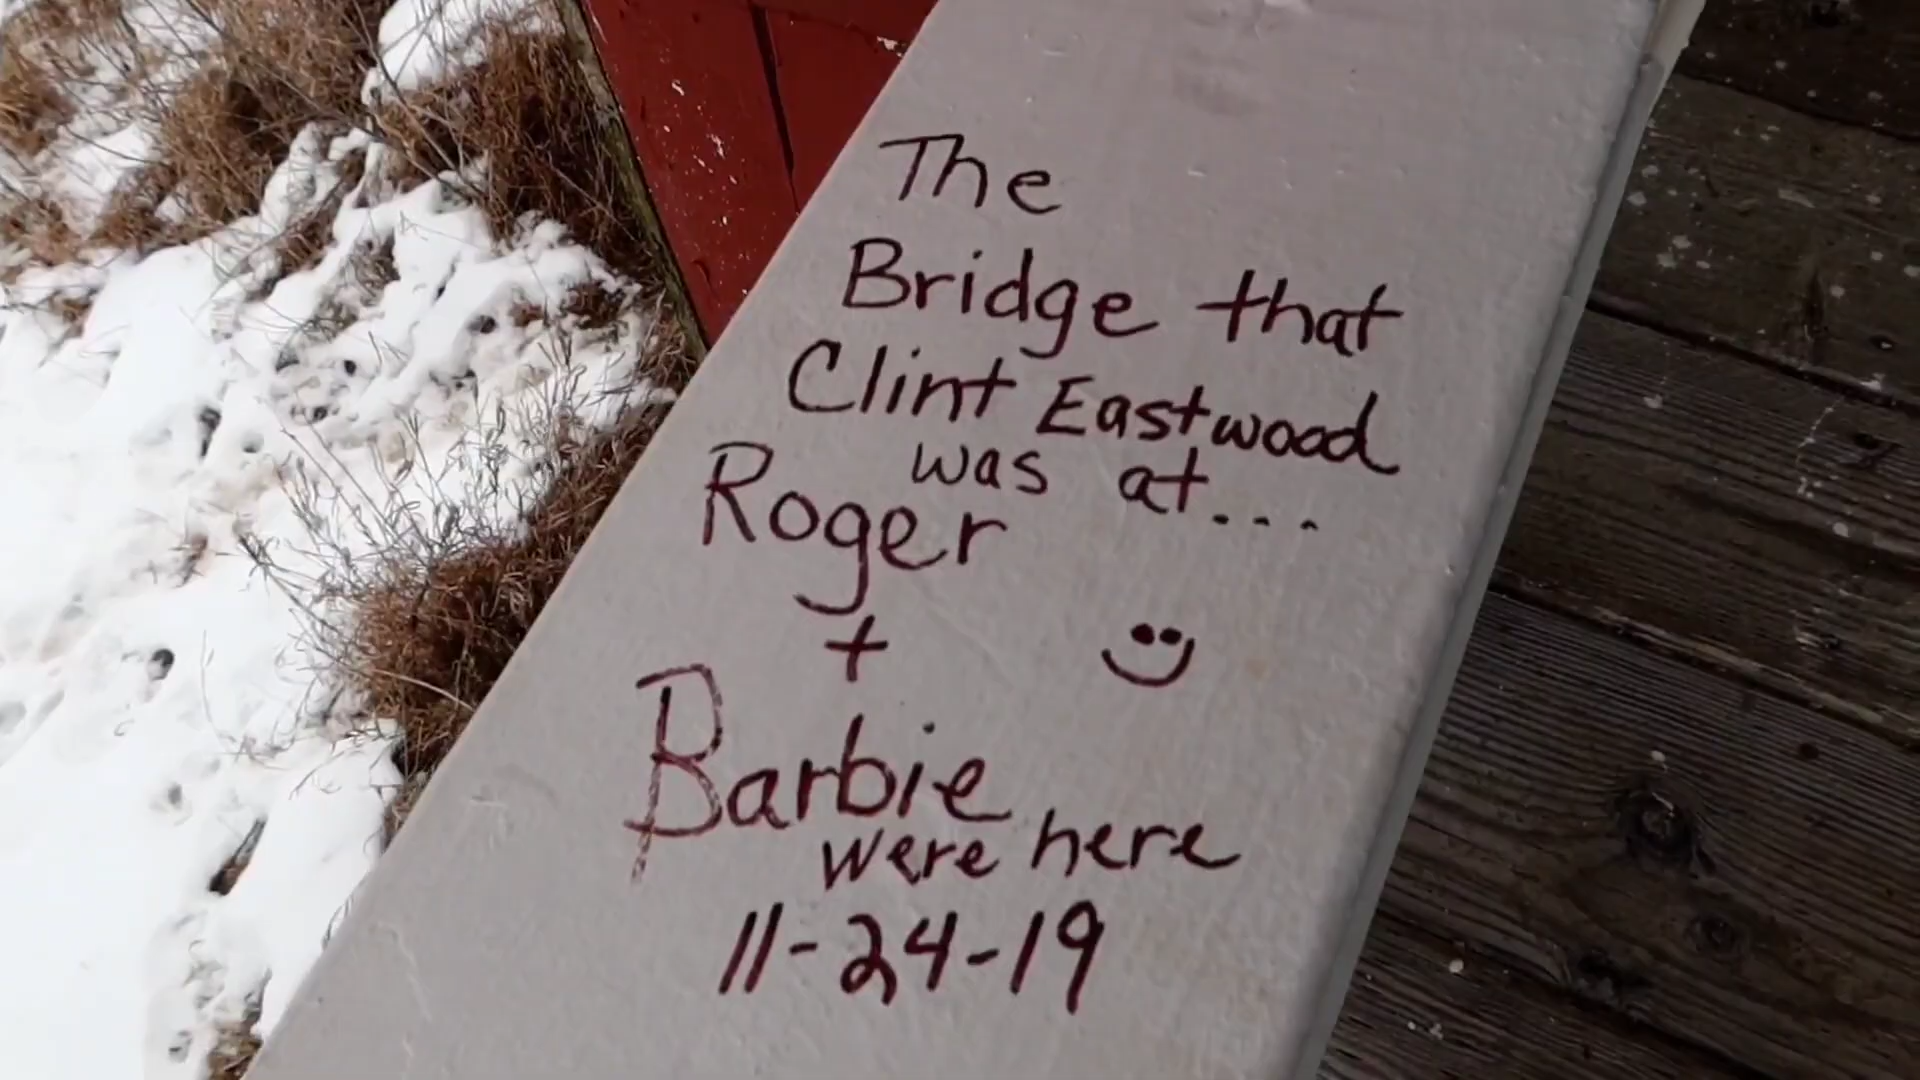 The
Bridge that
Clint Eastwood
was at...
Roger
+
Barbie
were here
11-24-19